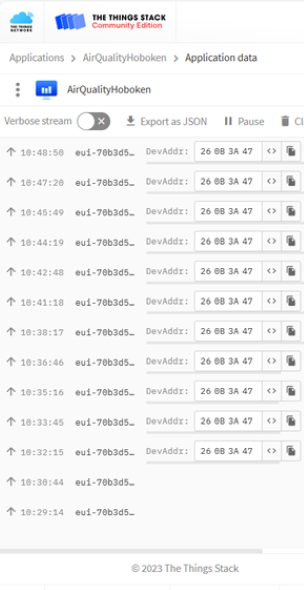 THE THINGS NETWORK
THE THINGS STACK
Community Edition
Applications > AirQualityHoboken > Application data
AirQualityHoboken
Verbose stream Export as JSON Pause Cl
10:48:50 eui-70b3d5… DevAddr: 26 0B 3A 47 <>
10:47:20 eui-70b3d5… DevAddr: 26 0B 3A 47 <>
10:45:49 eui-70b3d5… DevAddr: 26 0B 3A 47 <>
10:44:19 eui-70b3d5… DevAddr: 26 0B 3A 47 <>
10:42:48 eui-70b3d5… DevAddr: 26 0B 3A 47 <>
10:41:18 eui-70b3d5… DevAddr: 26 0B 3A 47 <>
10:38:17 eui-70b3d5… DevAddr: 26 0B 3A 47 <>
10:36:46 eui-70b3d5… DevAddr: 26 0B 3A 47 <>
10:35:16 eui-70b3d5… DevAddr: 26 0B 3A 47 <>
10:33:45 eui-70b3d5… DevAddr: 26 0B 3A 47 <>
10:32:15 eui-70b3d5… DevAddr: 26 0B 3A 47 <>
10:30:44 eui-70b3d5…
10:29:14 eui-70b3d5…
© 2023 The Things Stack